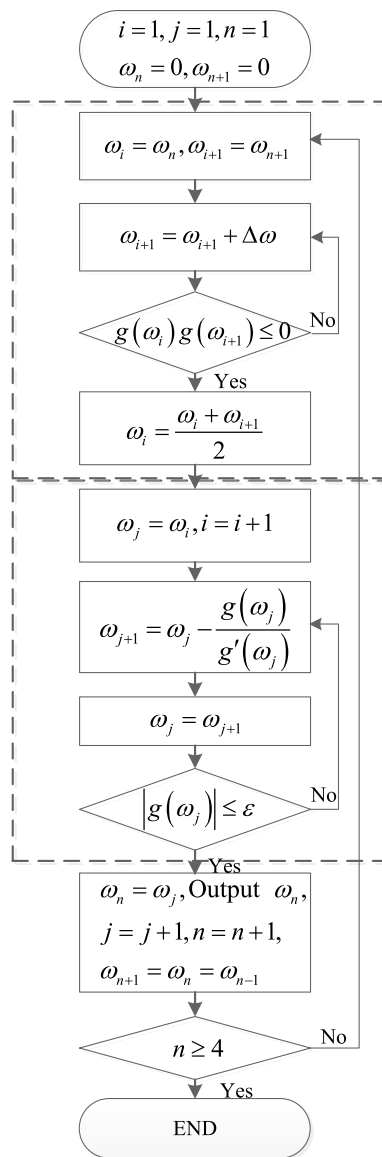 i = 1, j = 1, n = 1
ω_n = 0, ω_{n+1} = 0
ω_i = ω_n, ω_{i+1} = ω_{n+1}
ω_{i+1} = ω_{i+1} + Δω
g(ω_i) g(ω_{i+1}) ≤ 0
No
Yes
ω_i = (ω_i + ω_{i+1}) / 2
ω_j = ω_i, i = i + 1
ω_{j+1} = ω_j − g(ω_j) / g′(ω_j)
ω_j = ω_{j+1}
|g(ω_j)| ≤ ε
No
Yes
ω_n = ω_j, Output ω_n,
j = j + 1, n = n + 1,
ω_{n+1} = ω_n = ω_{n−1}
n ≥ 4
No
Yes
END